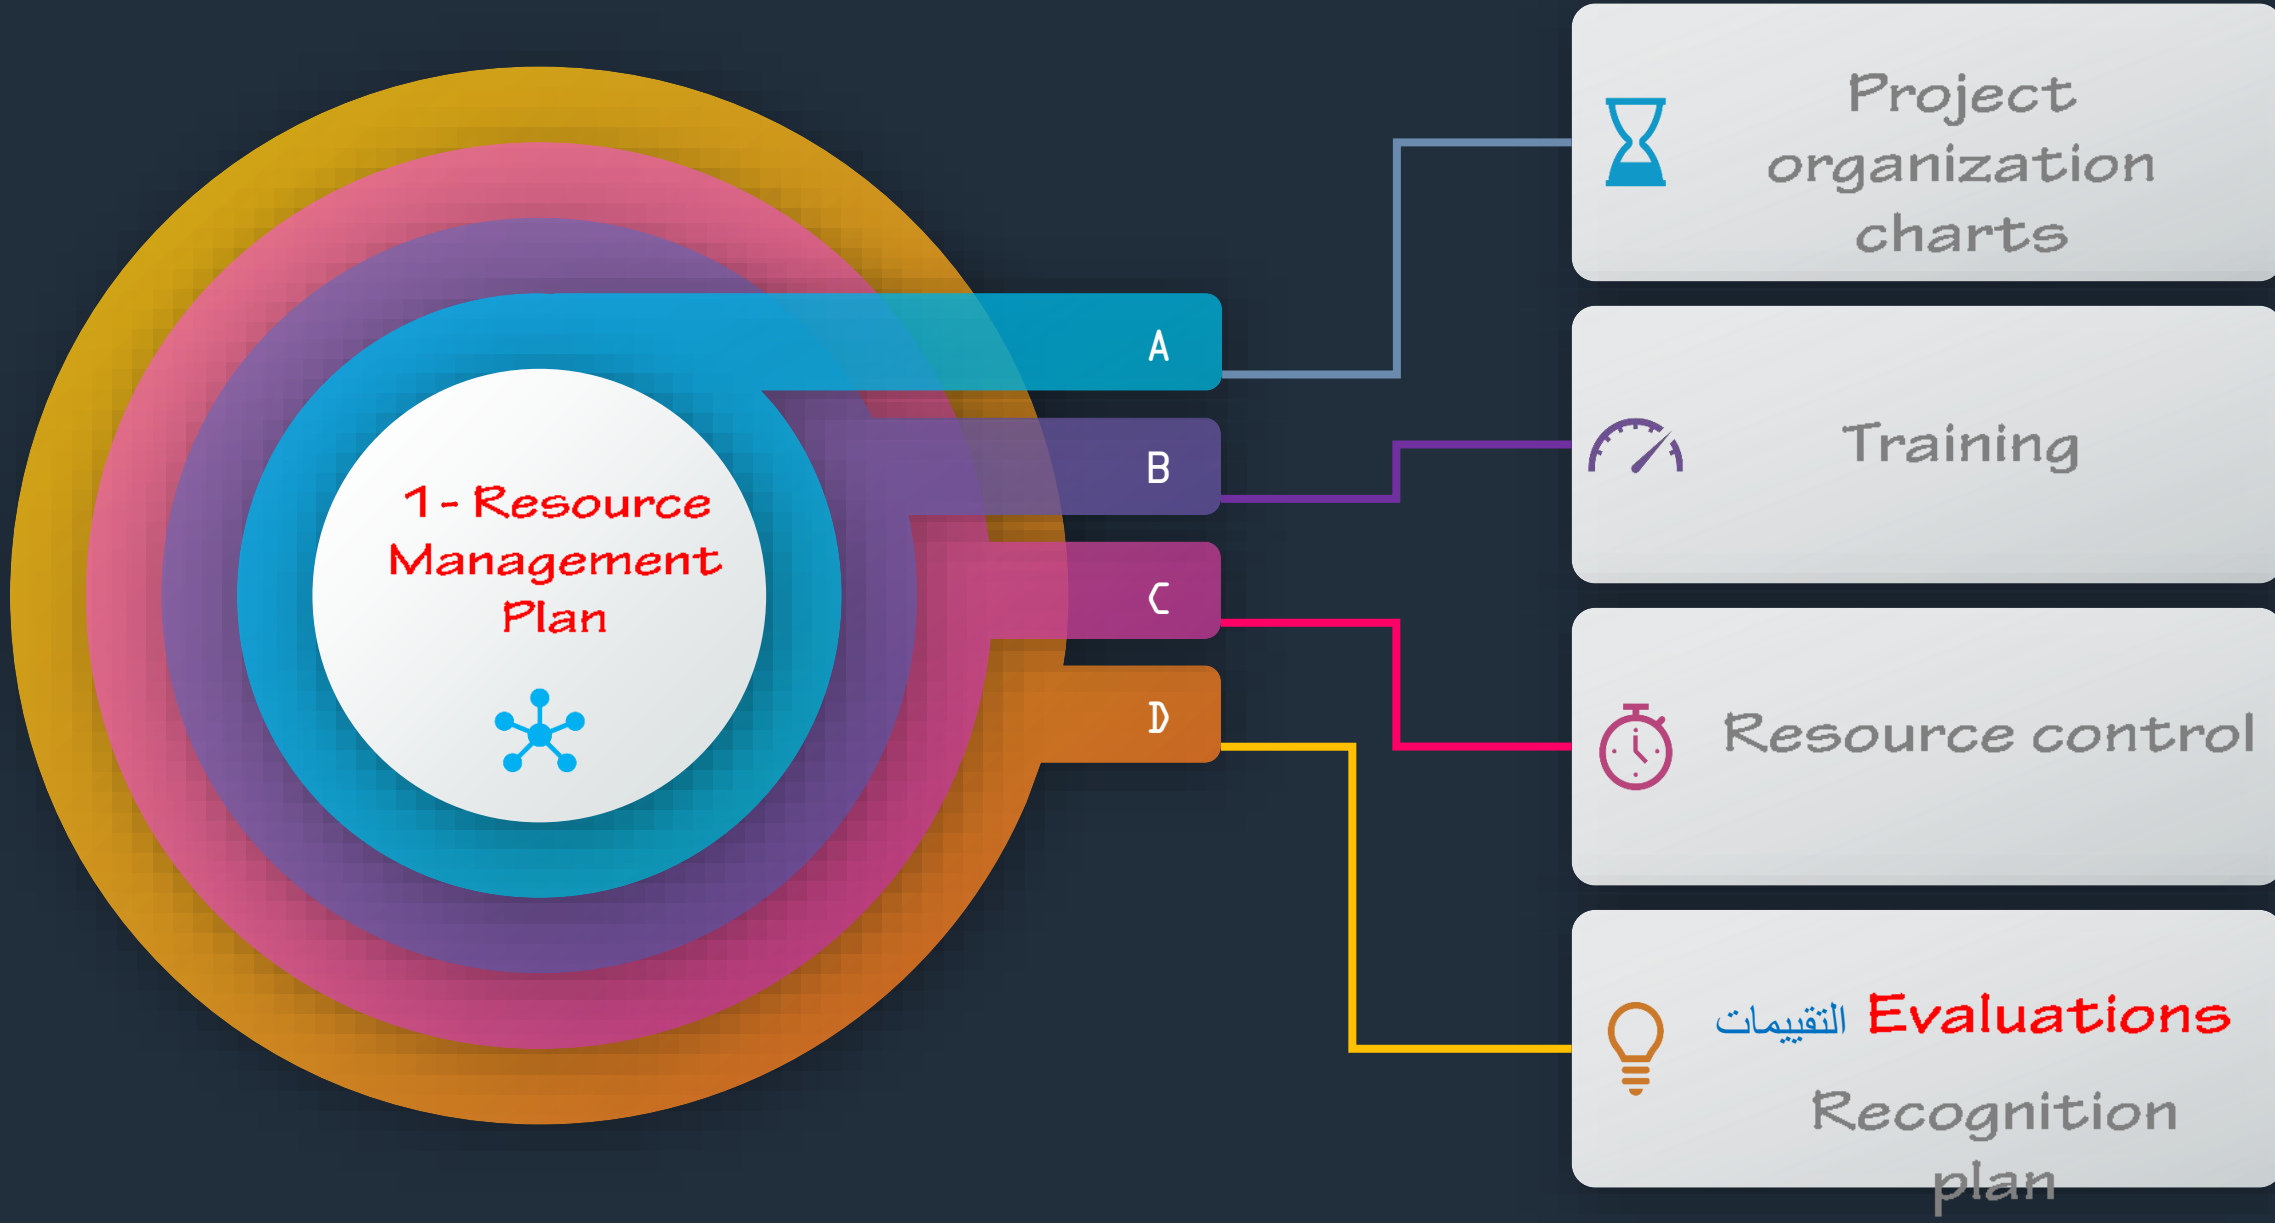 1- Resource
Management
Plan
A
B
C
D
Project
organization
charts
Training
Resource control
Evaluations التقييمات
Recognition
plan